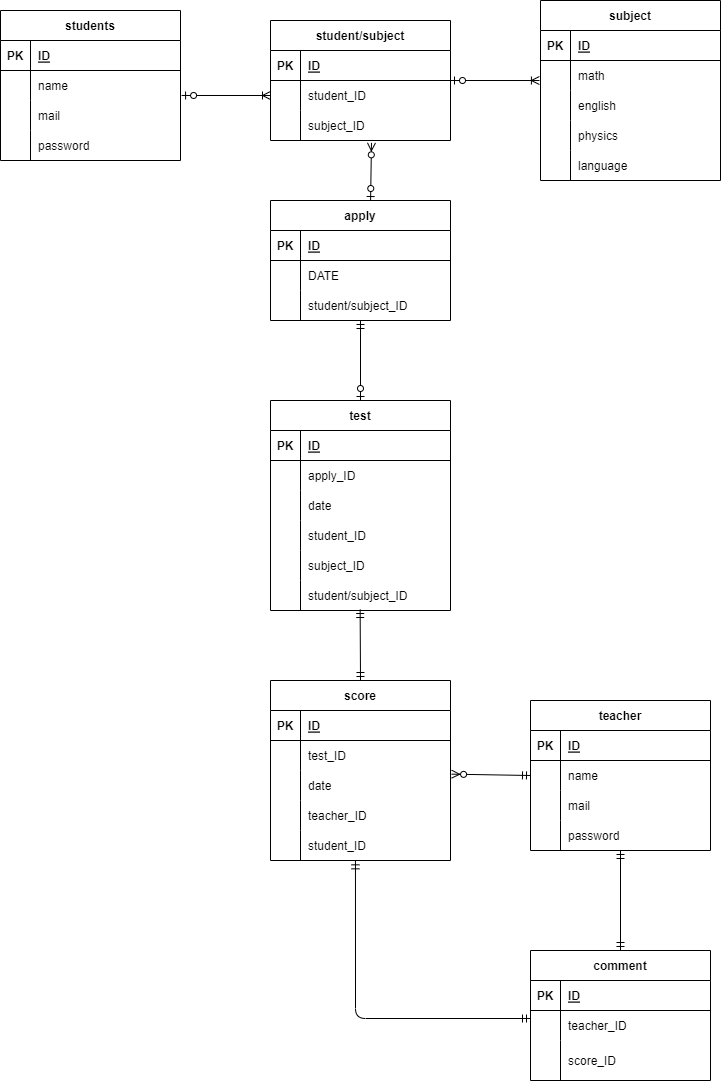 students
PK ID
name
mail
password
student/subject
PK ID
student_ID
subject_ID
subject
PK ID
math
english
physics
language
apply
PK ID
DATE
student/subject_ID
test
PK ID
apply_ID
date
student_ID
subject_ID
student/subject_ID
score
PK ID
test_ID
date
teacher_ID
student_ID
teacher
PK ID
name
mail
password
comment
PK ID
teacher_ID
score_ID